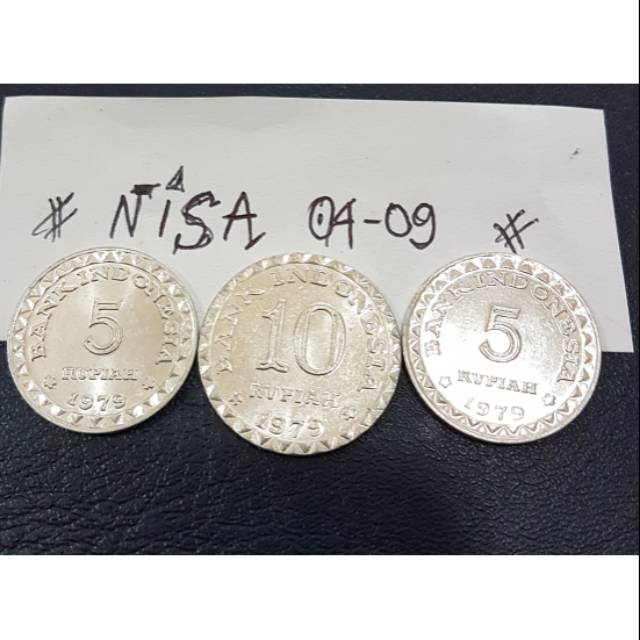 # NiSA 04-09 #
BANK INDONESIA
5
RUPIAH
1979
BANK INDONESIA
10
RUPIAH
1979
BANK INDONESIA
5
RUPIAH
1979